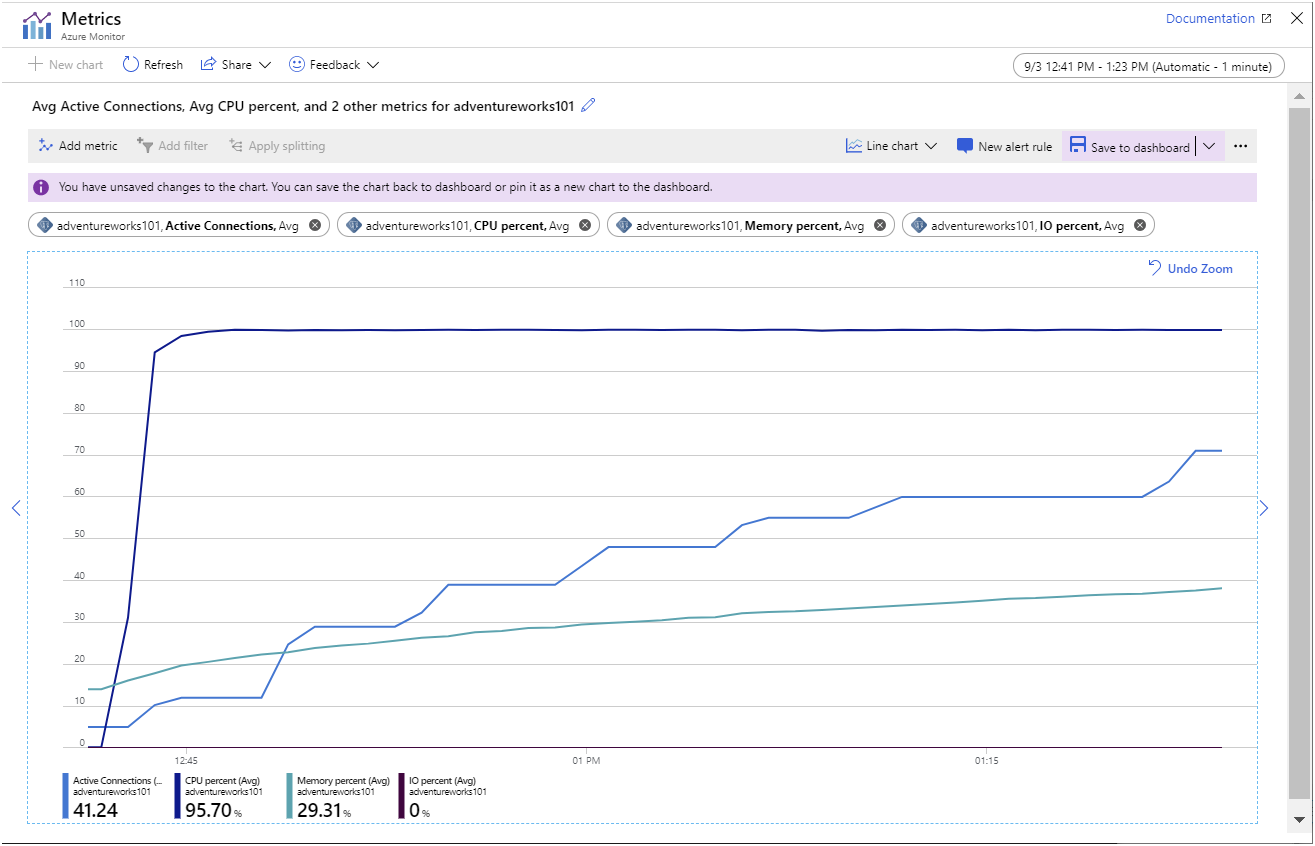 Metrics
Azure Monitor
Documentation
New chart Refresh Share Feedback
9/3 12:41 PM - 1:23 PM (Automatic - 1 minute)
Avg Active Connections, Avg CPU percent, and 2 other metrics for adventureworks101
Add metric Add filter Apply splitting Line chart New alert rule Save to dashboard
You have unsaved changes to the chart. You can save the chart back to dashboard or pin it as a new chart to the dashboard.
adventureworks101, Active Connections, Avg adventureworks101, CPU percent, Avg adventureworks101, Memory percent, Avg adventureworks101, IO percent, Avg
Undo Zoom
110
100
90
80
70
60
50
40
30
20
10
0
12:45 01 PM 01:15
Active Connections (... CPU percent (Avg) Memory percent (Avg) IO percent (Avg)
adventureworks101 adventureworks101 adventureworks101 adventureworks101
41.24 95.70 % 29.31 % 0 %